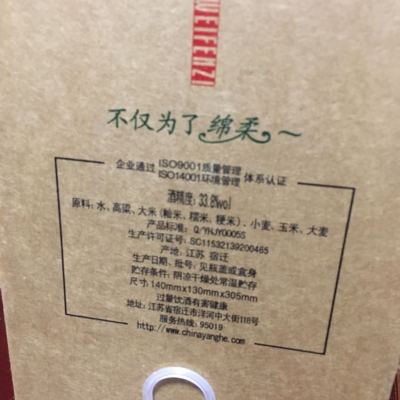 WEIFENZI
不仅为了绵柔~
企业通过 ISO9001质量管理 体系认证
ISO14001环境管理
酒精度：33.8%vol
原料：水、高粱、大米（籼米、糯米、粳米）、小麦、玉米、大麦
产品标准：Q/YHJY0005S
生产许可证号：SC11532139200485
产地：江苏 宿迁
生产日期、批号：见瓶盖或盒身
贮存条件：阴凉干燥处常温贮存
尺寸：140mm×130mm×305mm
过量饮酒有害健康
地址：江苏省宿迁市洋河中大街118号
服务热线：95019
http://www.chinayanghe.com